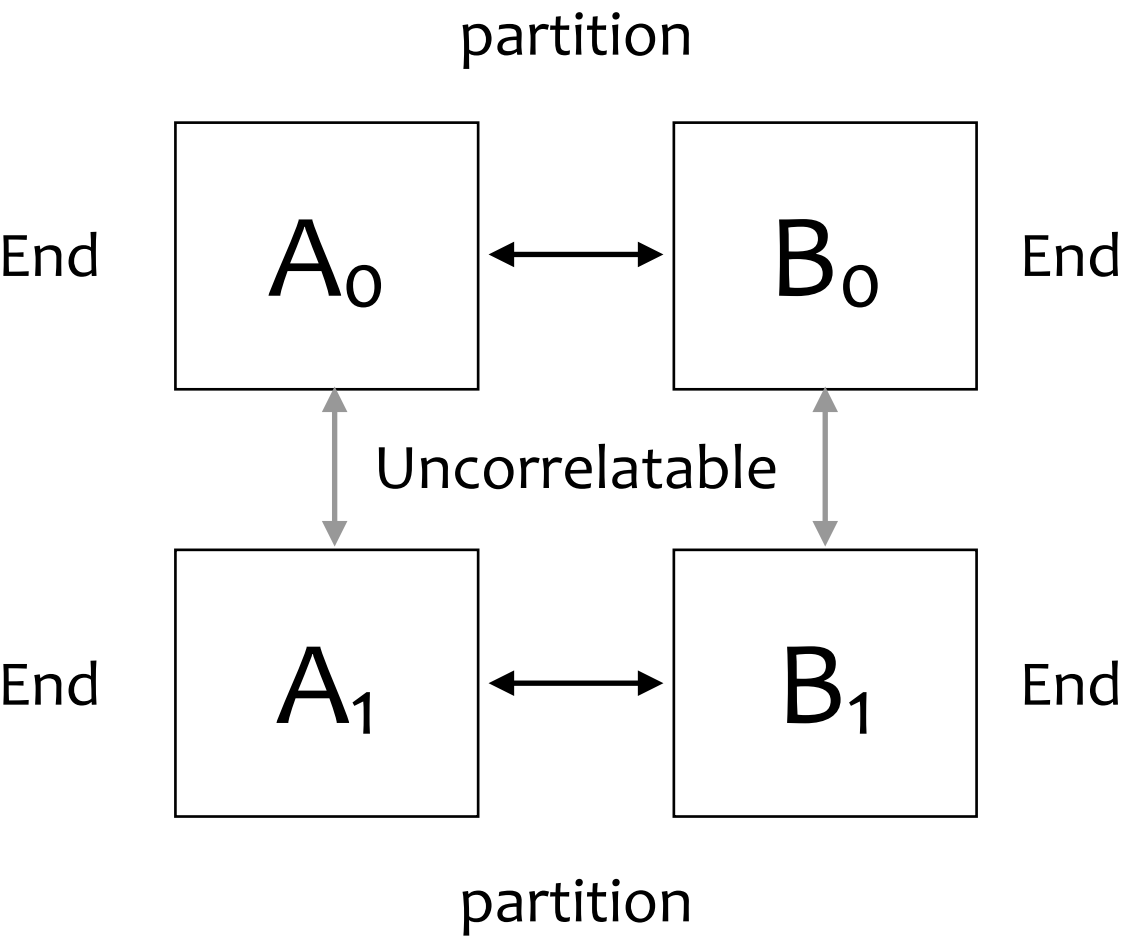 partition
End A₀ B₀ End
Uncorrelatable
End A₁ B₁ End
partition